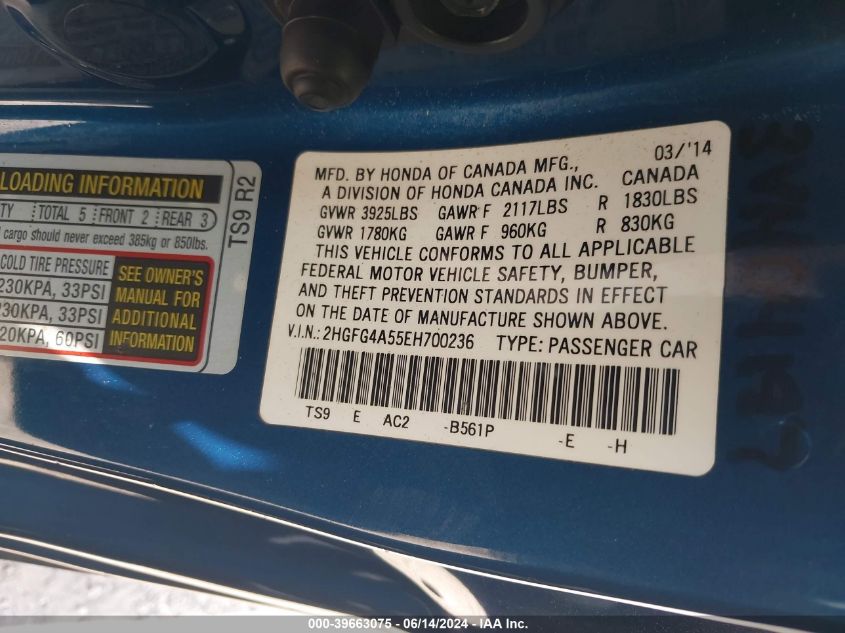 LOADING INFORMATION
TOTAL 5 FRONT 2 REAR 3
cargo should never exceed 385kg or 850lbs.
COLD TIRE PRESSURE
230KPA, 33PSI
230KPA, 33PSI
20KPA, 60PSI
SEE OWNER'S
MANUAL FOR
ADDITIONAL
INFORMATION
TS9 R2
03/'14
MFD. BY HONDA OF CANADA MFG.,
A DIVISION OF HONDA CANADA INC. CANADA
GVWR 3925LBS GAWR F 2117LBS R 1830LBS
GVWR 1780KG GAWR F 960KG R 830KG
THIS VEHICLE CONFORMS TO ALL APPLICABLE
FEDERAL MOTOR VEHICLE SAFETY, BUMPER,
AND THEFT PREVENTION STANDARDS IN EFFECT
ON THE DATE OF MANUFACTURE SHOWN ABOVE.
V.I.N.: 2HGFG4A55EH700236 TYPE: PASSENGER CAR
TS9 E AC2 -B561P -E -H
000-39663075 - 06/14/2024 - IAA Inc.